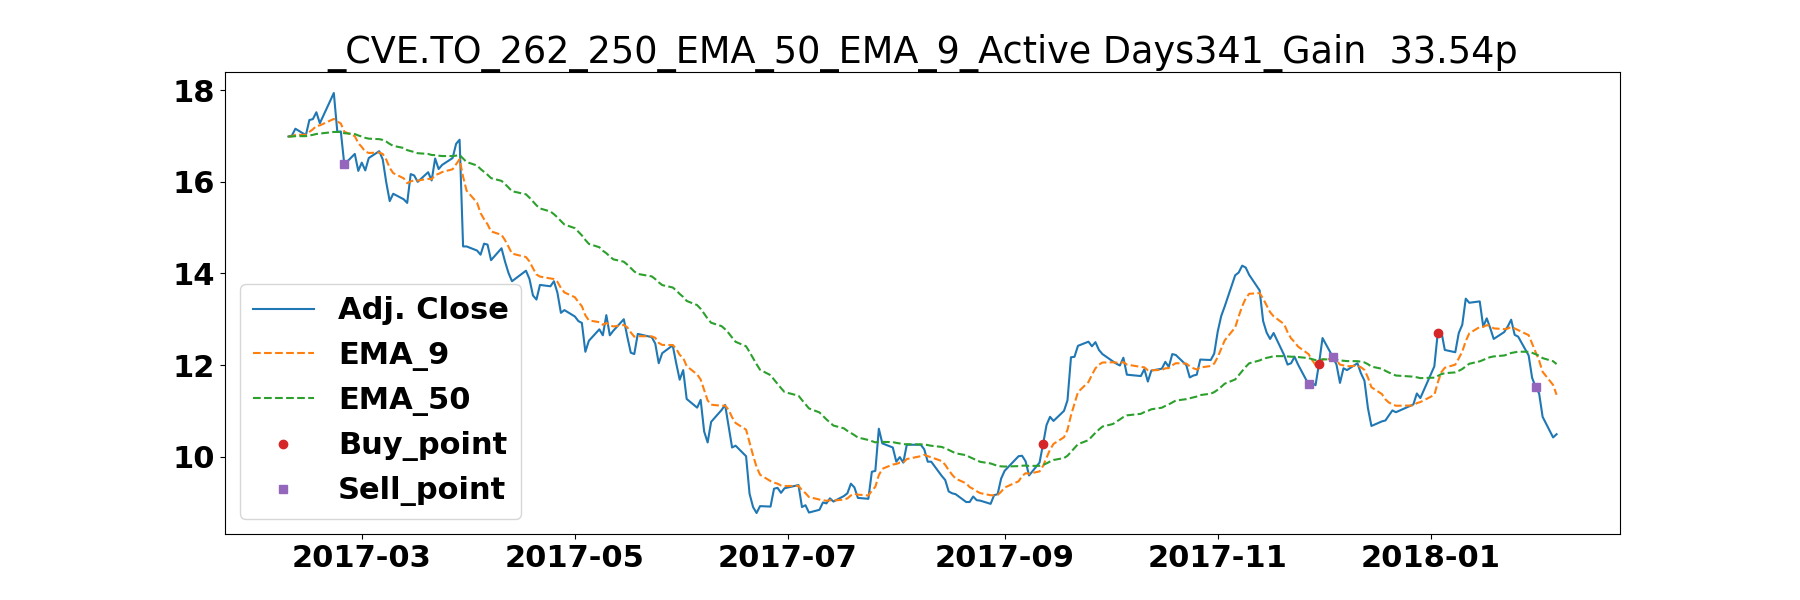 _CVE.TO_262_250_EMA_50_EMA_9_Active Days341_Gain  33.54p
18
16
14
12
10
Adj. Close
EMA_9
EMA_50
Buy_point
Sell_point
2017-03 2017-05 2017-07 2017-09 2017-11 2018-01